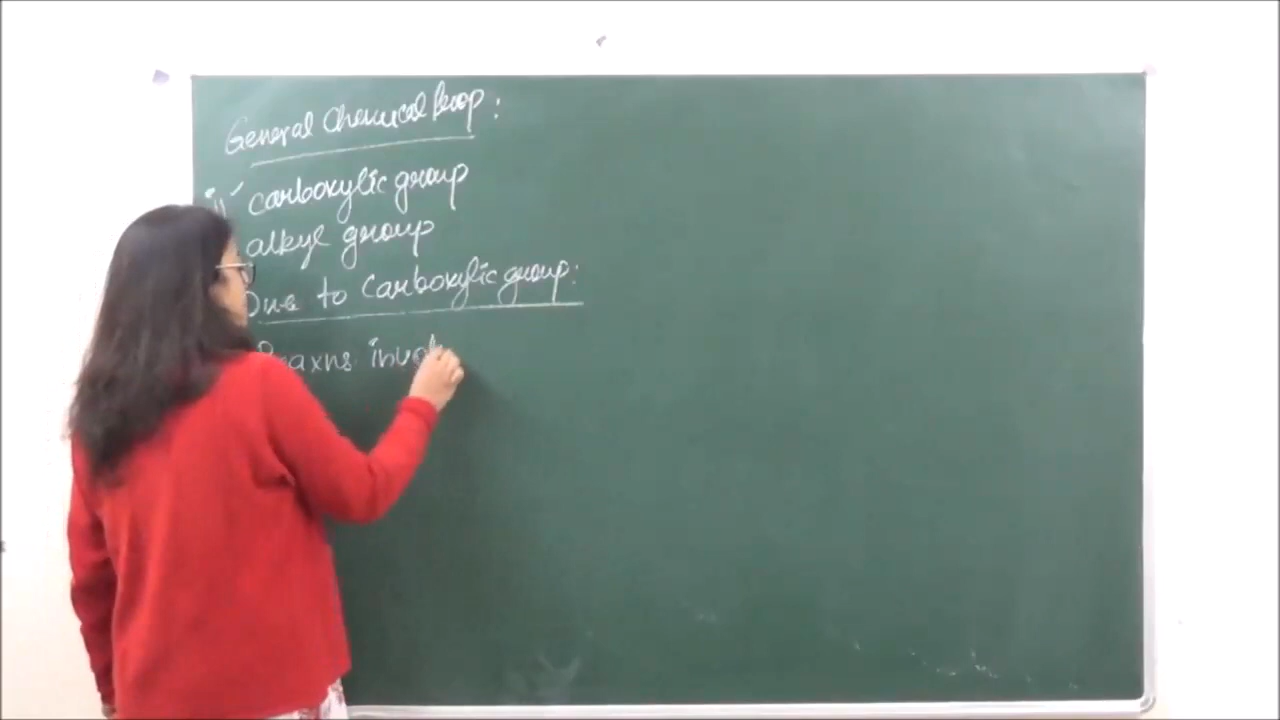 General Chemical Prop :
carboxylic group
alkyl group
Due to Carboxylic group :
Reaxns invol